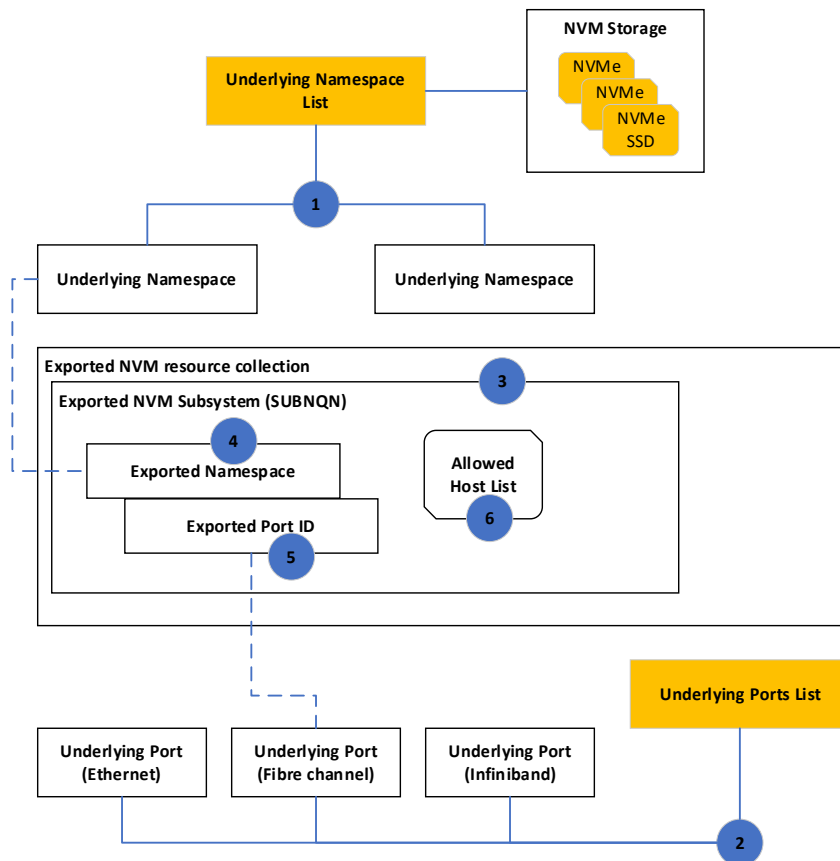 NVM Storage
NVMe
NVMe
NVMe
SSD
Underlying Namespace
List
1
Underlying Namespace
Underlying Namespace
Exported NVM resource collection
3
Exported NVM Subsystem (SUBNQN)
4
Exported Namespace
Allowed
Host List
6
Exported Port ID
5
Underlying Ports List
Underlying Port
(Ethernet)
Underlying Port
(Fibre channel)
Underlying Port
(Infiniband)
2